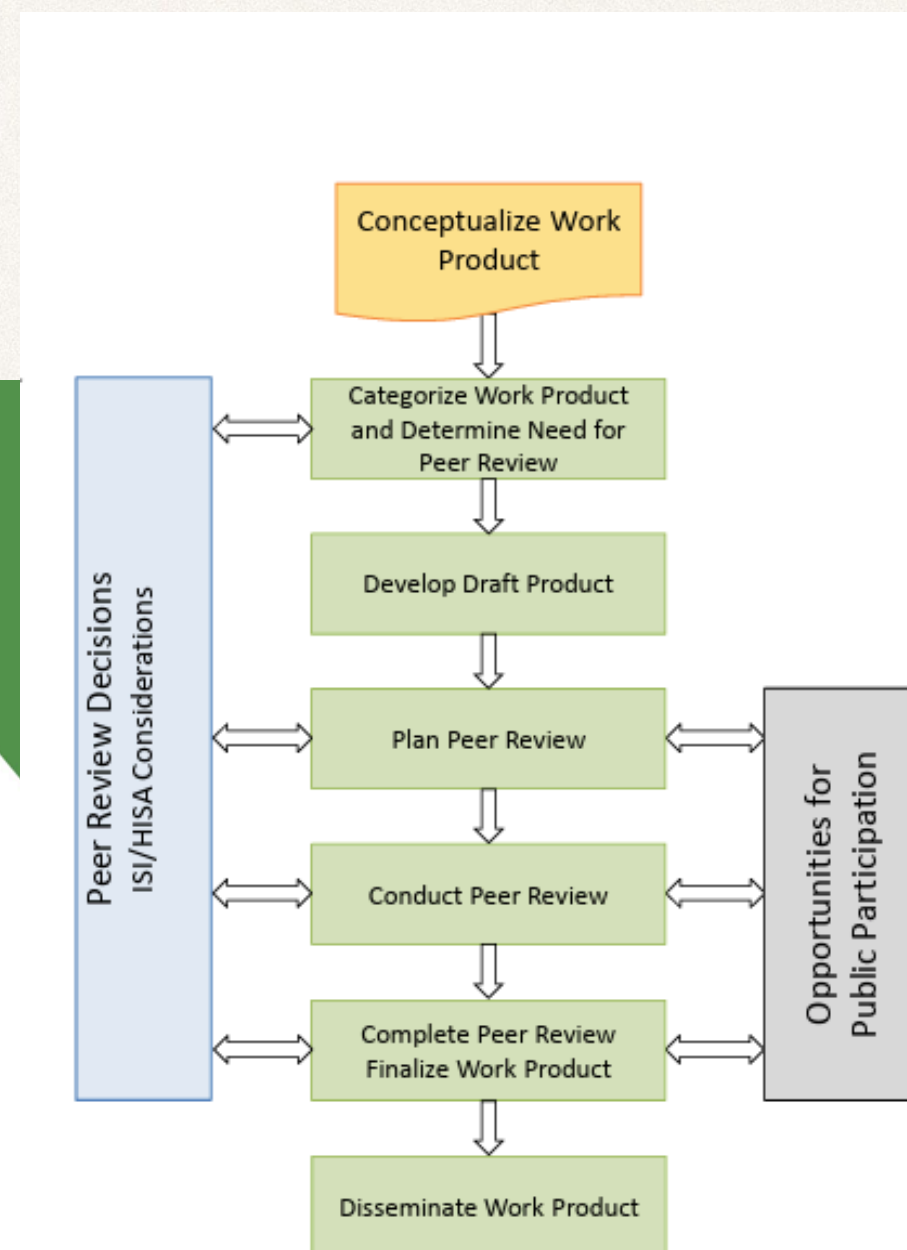 Conceptualize Work
Product
Categorize Work Product
and Determine Need for
Peer Review
Develop Draft Product
Peer Review Decisions
ISI/HISA Considerations
Plan Peer Review
Opportunities for
Public Participation
Conduct Peer Review
Complete Peer Review
Finalize Work Product
Disseminate Work Product